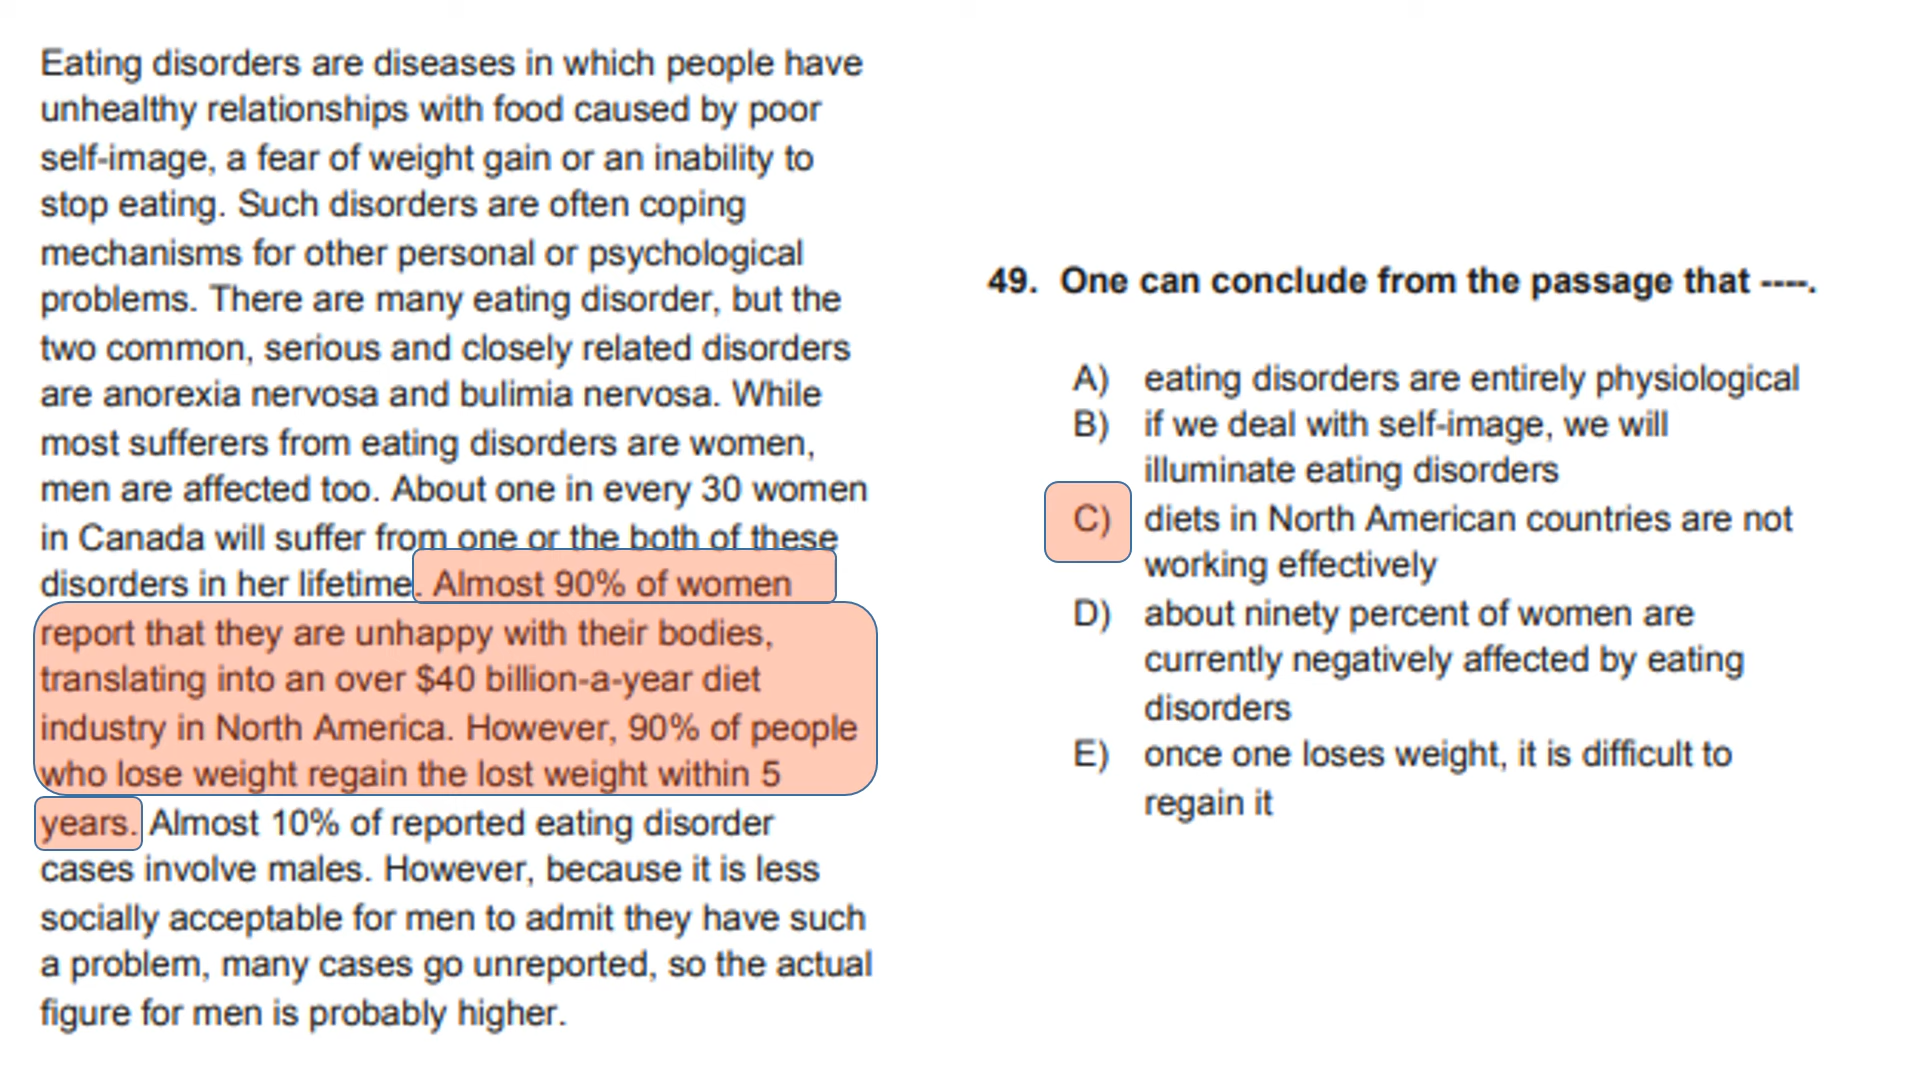 Eating disorders are diseases in which people have
unhealthy relationships with food caused by poor
self-image, a fear of weight gain or an inability to
stop eating. Such disorders are often coping
mechanisms for other personal or psychological
problems. There are many eating disorder, but the
two common, serious and closely related disorders
are anorexia nervosa and bulimia nervosa. While
most sufferers from eating disorders are women,
men are affected too. About one in every 30 women
in Canada will suffer from one or the both of these
disorders in her lifetime. Almost 90% of women
report that they are unhappy with their bodies,
translating into an over $40 billion-a-year diet
industry in North America. However, 90% of people
who lose weight regain the lost weight within 5
years. Almost 10% of reported eating disorder
cases involve males. However, because it is less
socially acceptable for men to admit they have such
a problem, many cases go unreported, so the actual
figure for men is probably higher.
49. One can conclude from the passage that ----.
A) eating disorders are entirely physiological
B) if we deal with self-image, we will
illuminate eating disorders
C) diets in North American countries are not
working effectively
D) about ninety percent of women are
currently negatively affected by eating
disorders
E) once one loses weight, it is difficult to
regain it